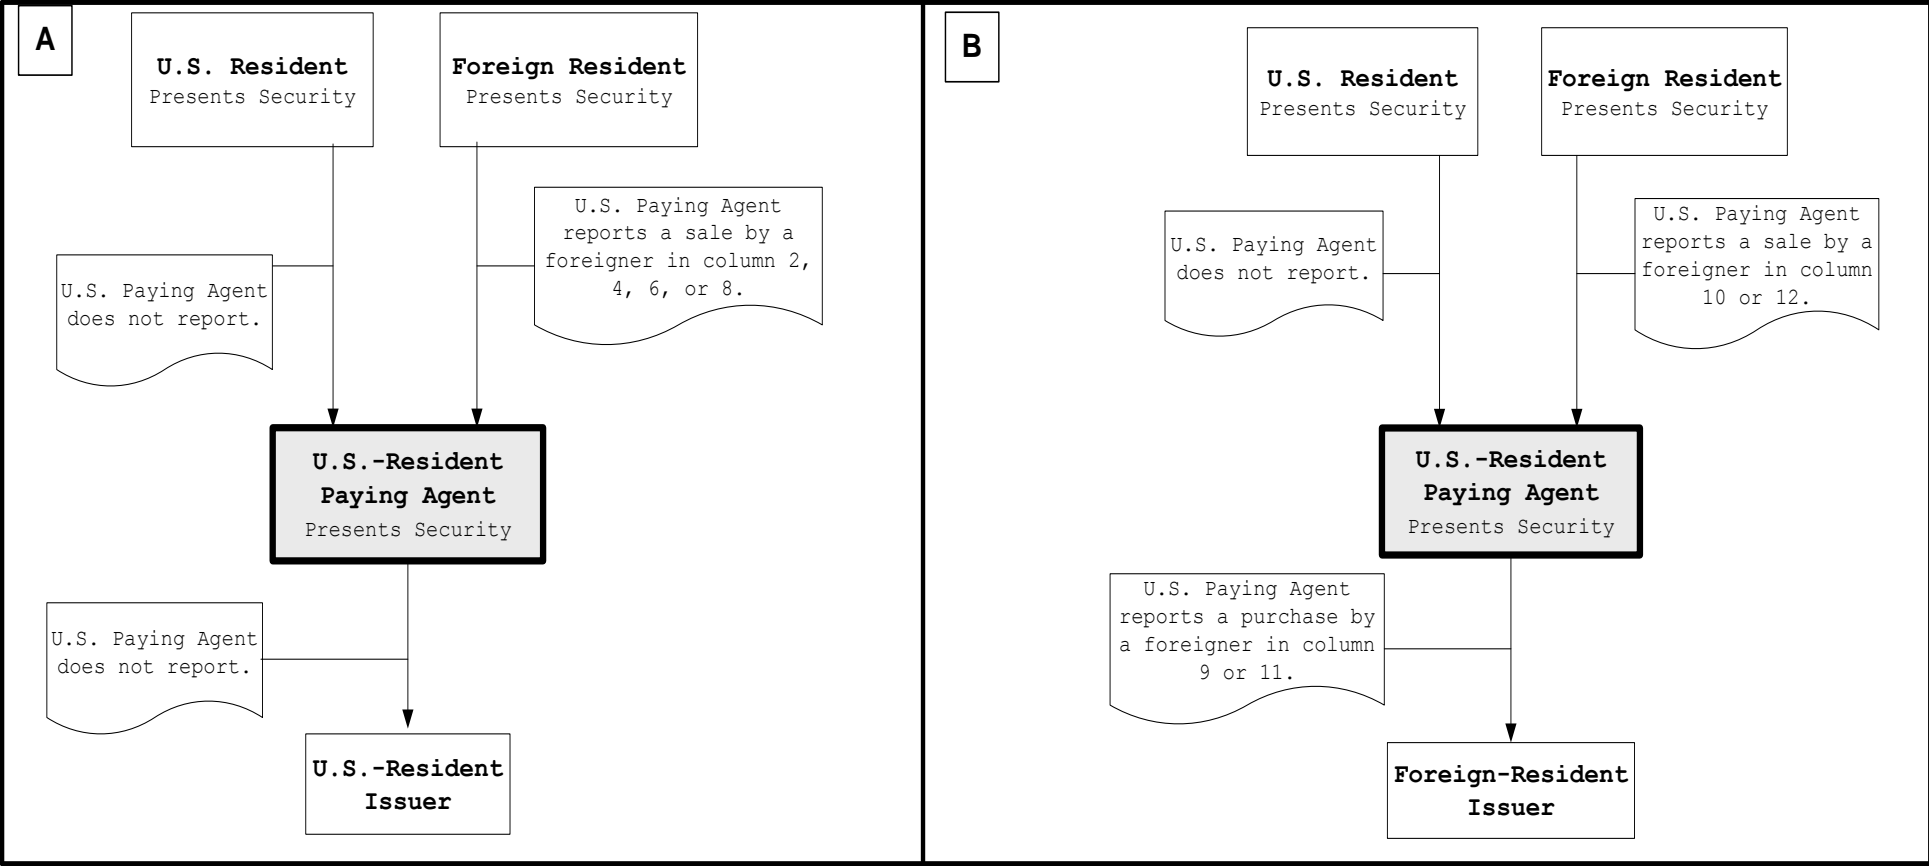 A
U.S. Resident
Presents Security
Foreign Resident
Presents Security
U.S. Paying Agent
does not report.
U.S. Paying Agent
reports a sale by a
foreigner in column 2,
4, 6, or 8.
U.S.-Resident
Paying Agent
Presents Security
U.S. Paying Agent
does not report.
U.S.-Resident
Issuer
B
U.S. Resident
Presents Security
Foreign Resident
Presents Security
U.S. Paying Agent
does not report.
U.S. Paying Agent
reports a sale by a
foreigner in column
10 or 12.
U.S.-Resident
Paying Agent
Presents Security
U.S. Paying Agent
reports a purchase by
a foreigner in column
9 or 11.
Foreign-Resident
Issuer